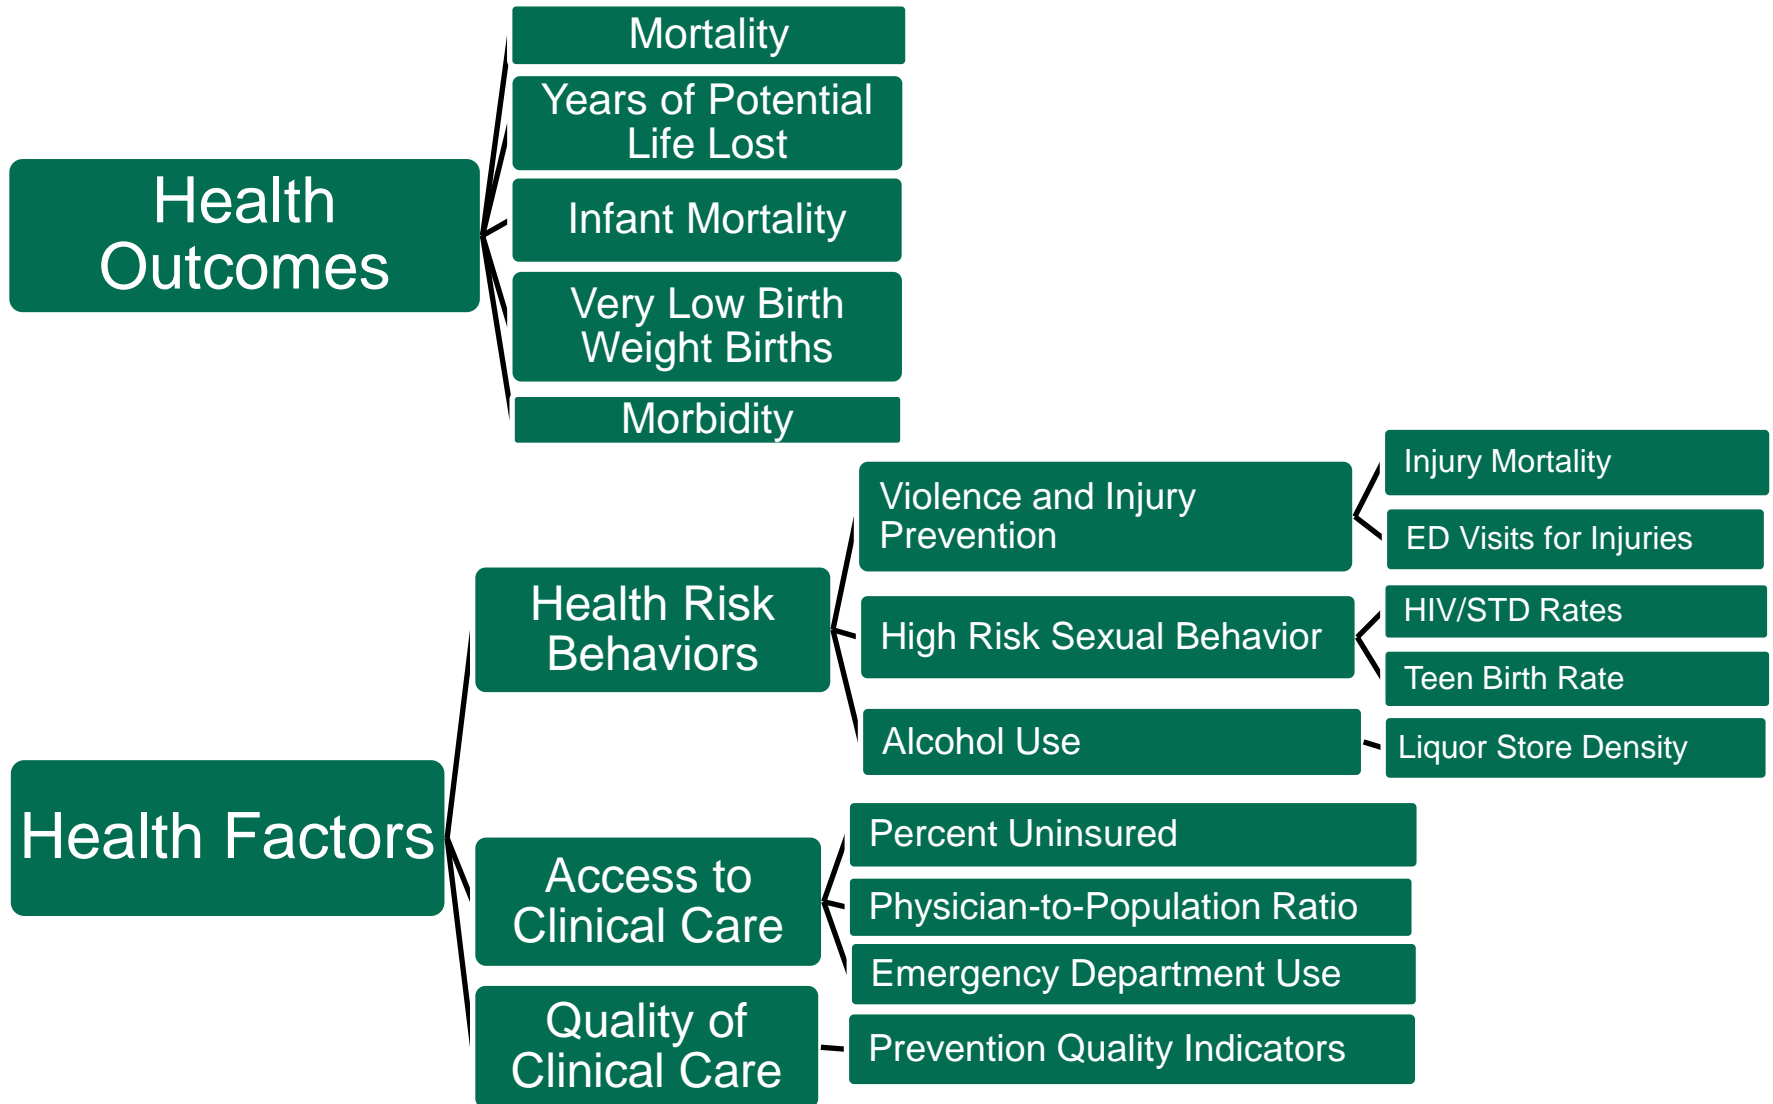 Mortality
Years of Potential
Life Lost
Health
Outcomes
Infant Mortality
Very Low Birth
Weight Births
Morbidity
Health Factors
Health Risk
Behaviors
Violence and Injury
Prevention
Injury Mortality
ED Visits for Injuries
High Risk Sexual Behavior
HIV/STD Rates
Teen Birth Rate
Alcohol Use
Liquor Store Density
Access to
Clinical Care
Percent Uninsured
Physician-to-Population Ratio
Emergency Department Use
Quality of
Clinical Care
Prevention Quality Indicators